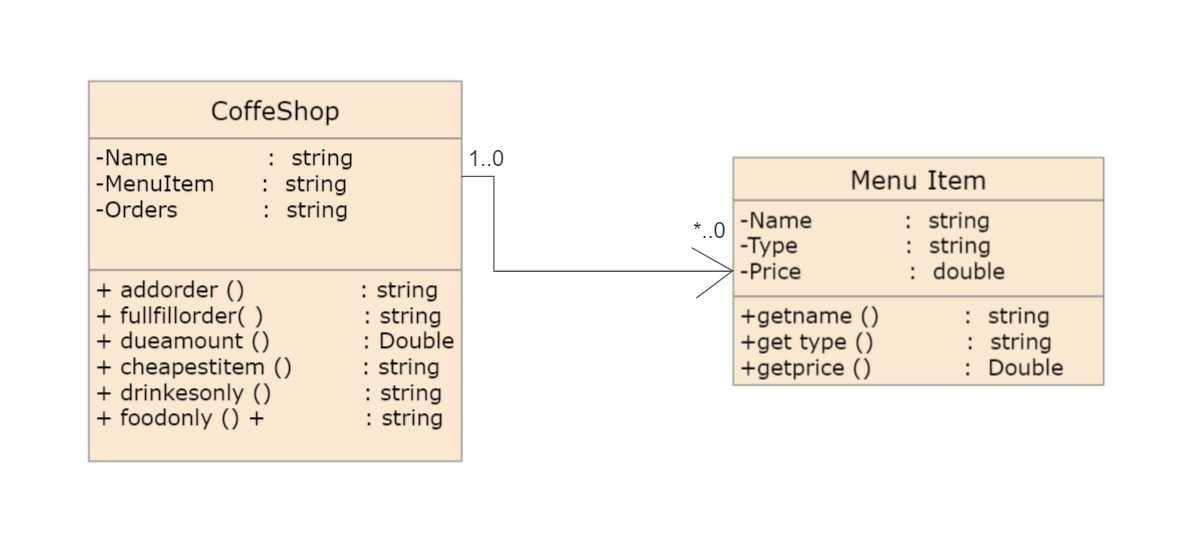 CoffeShop
-Name : string
-MenuItem : string
-Orders : string
+ addorder () : string
+ fullfillorder( ) : string
+ dueamount () : Double
+ cheapestitem () : string
+ drinkesonly () : string
+ foodonly () + : string
1..0
*..0
Menu Item
-Name : string
-Type : string
-Price : double
+getname () : string
+get type () : string
+getprice () : Double